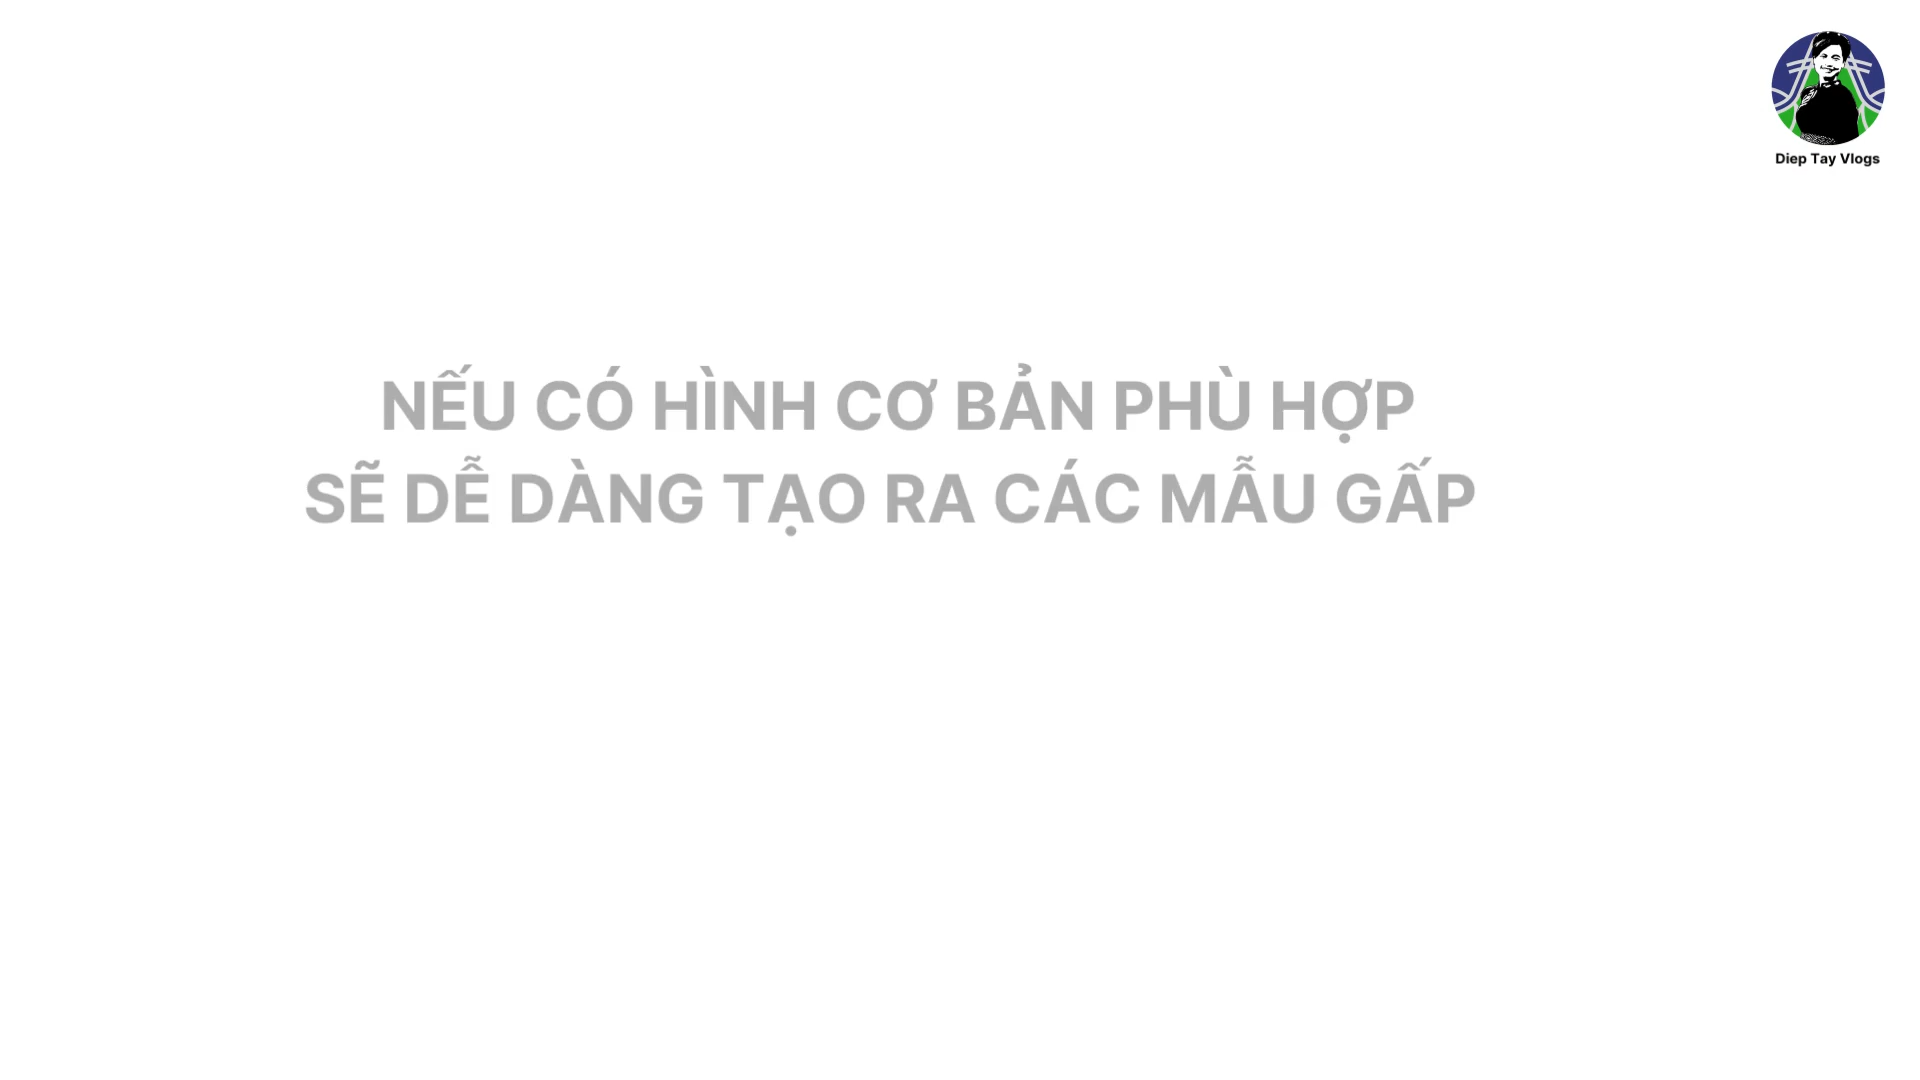 Diep Tay Vlogs
NẾU CÓ HÌNH CƠ BẢN PHÙ HỢP
SẼ DỄ DÀNG TẠO RA CÁC MẪU GẤP